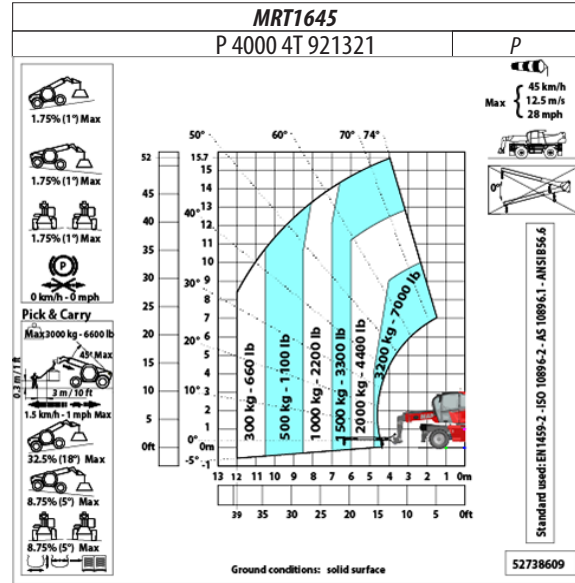 MRT1645
P 4000 4T 921321
P
1.75% (1°) Max
1.75% (1°) Max
1.75% (1°) Max
P
0 km/h - 0 mph
Pick & Carry
Max3000 kg - 6600 lb
45° Max
0.3 m / 1 ft
3 m / 10 ft
1.5 km/h - 1 mph Max
32.5% (18°) Max
8.75% (5°) Max
8.75% (5°) Max
Max
45 km/h
12.5 m/s
28 mph
0°
50°
60°
70°
74°
40°
30°
20°
10°
0°
52
45
40
35
30
25
20
15
10
5
0ft
-5
15.7
15
14
13
12
11
10
9
8
7
6
5
4
3
2
1
0
-1
300 kg - 660 lb
500 kg - 1100 lb
1000 kg - 2200 lb
1500 kg - 3300 lb
2000 kg - 4400 lb
3200 kg - 7000 lb
13 12 11 10 9 8 7 6 5 4 3 2 1 0m
39 35 30 25 20 15 10 5 0ft
Ground conditions: solid surface
Standard used: EN1459-2 - ISO 10896-2 - AS 10896.1 - ANSI B56.6
52738609